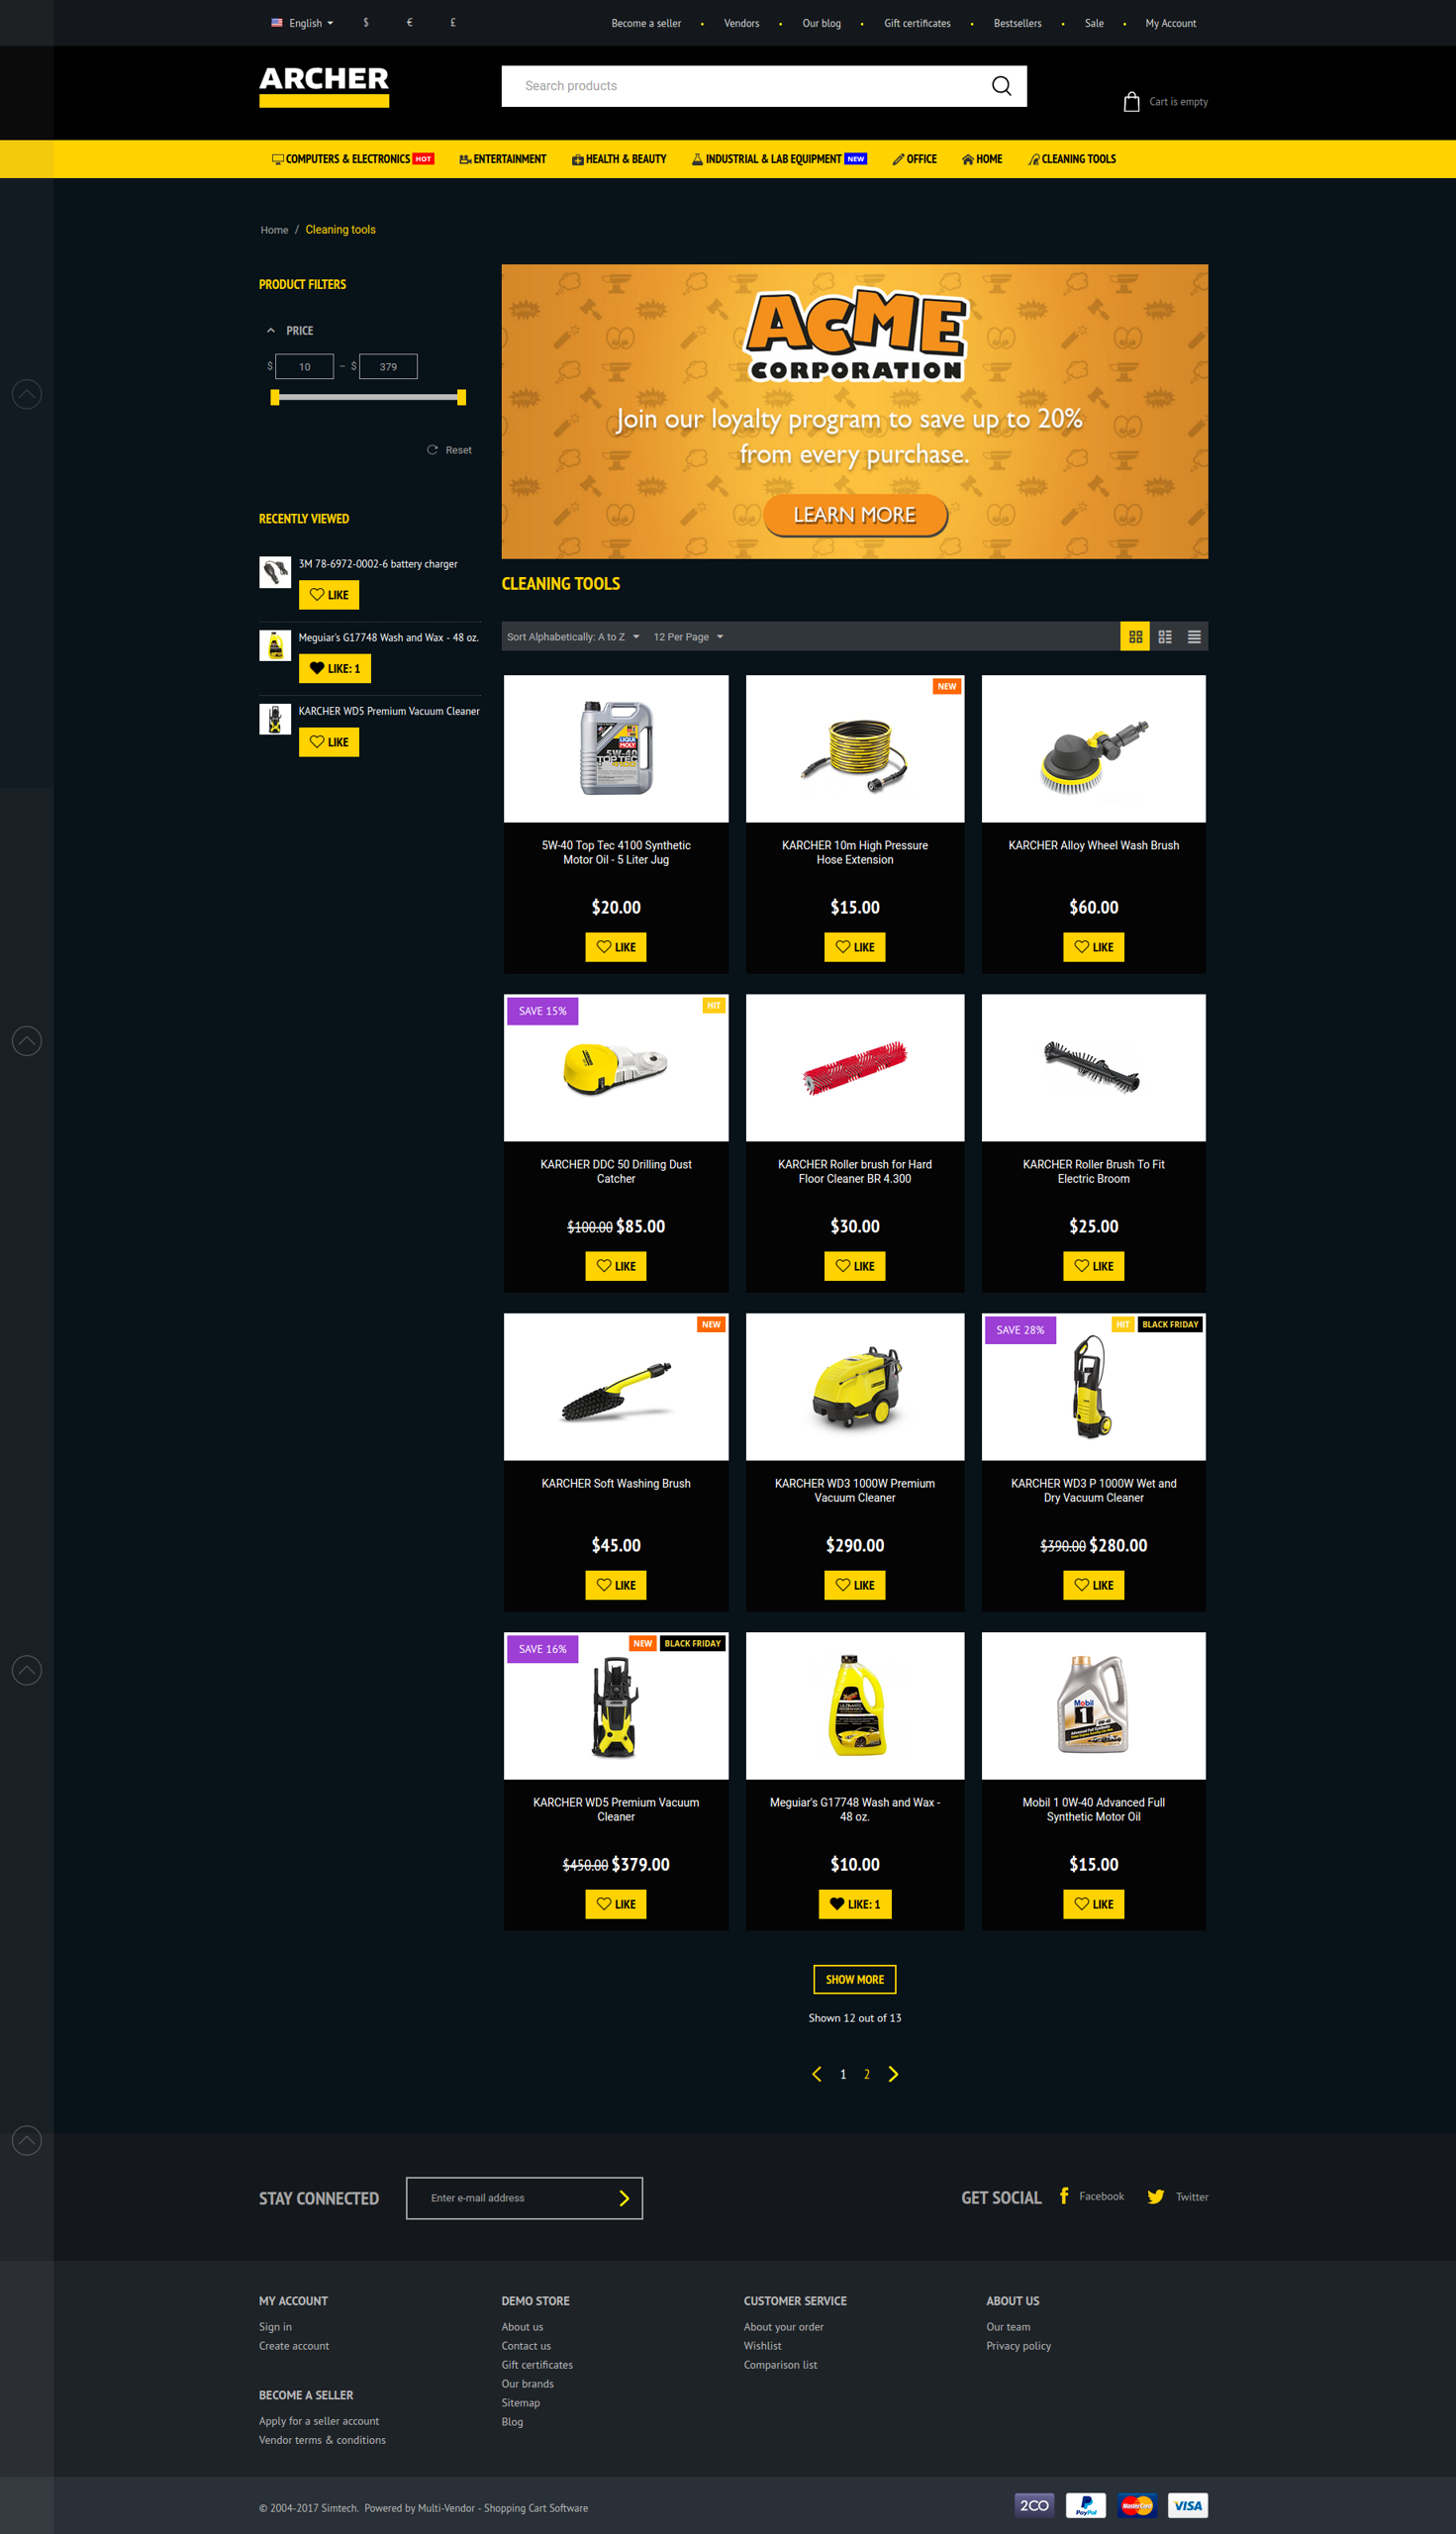 English $ € £ Become a seller • Vendors • Our blog • Gift certificates • Bestsellers • Sale • My Account
ARCHER
Search products
Cart is empty
COMPUTERS & ELECTRONICS HOT ENTERTAINMENT HEALTH & BEAUTY INDUSTRIAL & LAB EQUIPMENT NEW OFFICE HOME CLEANING TOOLS
Home / Cleaning tools
PRODUCT FILTERS
PRICE
$ 10 – $ 379
Reset
RECENTLY VIEWED
3M 78-6972-0002-6 battery charger
LIKE
Meguiar's G17748 Wash and Wax - 48 oz.
LIKE: 1
KARCHER WD5 Premium Vacuum Cleaner
LIKE
ACME
CORPORATION
Join our loyalty program to save up to 20%
from every purchase.
LEARN MORE
CLEANING TOOLS
Sort Alphabetically: A to Z 12 Per Page
LIQUI
MOLY
5W-40
TOP TEC
5W-40 Top Tec 4100 Synthetic
Motor Oil - 5 Liter Jug
$20.00
LIKE
NEW
KARCHER 10m High Pressure
Hose Extension
$15.00
LIKE
KARCHER Alloy Wheel Wash Brush
$60.00
LIKE
SAVE 15%
HIT
KARCHER DDC 50 Drilling Dust
Catcher
$100.00 $85.00
LIKE
KARCHER Roller brush for Hard
Floor Cleaner BR 4.300
$30.00
LIKE
KARCHER Roller Brush To Fit
Electric Broom
$25.00
LIKE
NEW
KARCHER Soft Washing Brush
$45.00
LIKE
KARCHER WD3 1000W Premium
Vacuum Cleaner
$290.00
LIKE
SAVE 28%
HIT BLACK FRIDAY
KARCHER WD3 P 1000W Wet and
Dry Vacuum Cleaner
$390.00 $280.00
LIKE
SAVE 16%
NEW BLACK FRIDAY
KARCHER WD5 Premium Vacuum
Cleaner
$450.00 $379.00
LIKE
Meguiar's G17748 Wash and Wax -
48 oz.
$10.00
LIKE: 1
Mobil
1
Mobil 1 0W-40 Advanced Full
Synthetic Motor Oil
$15.00
LIKE
SHOW MORE
Shown 12 out of 13
1 2
STAY CONNECTED
Enter e-mail address
GET SOCIAL Facebook Twitter
MY ACCOUNT
Sign in
Create account
BECOME A SELLER
Apply for a seller account
Vendor terms & conditions
DEMO STORE
About us
Contact us
Gift certificates
Our brands
Sitemap
Blog
CUSTOMER SERVICE
About your order
Wishlist
Comparison list
ABOUT US
Our team
Privacy policy
© 2004-2017 Simtech. Powered by Multi-Vendor - Shopping Cart Software
2CO PayPal MasterCard VISA